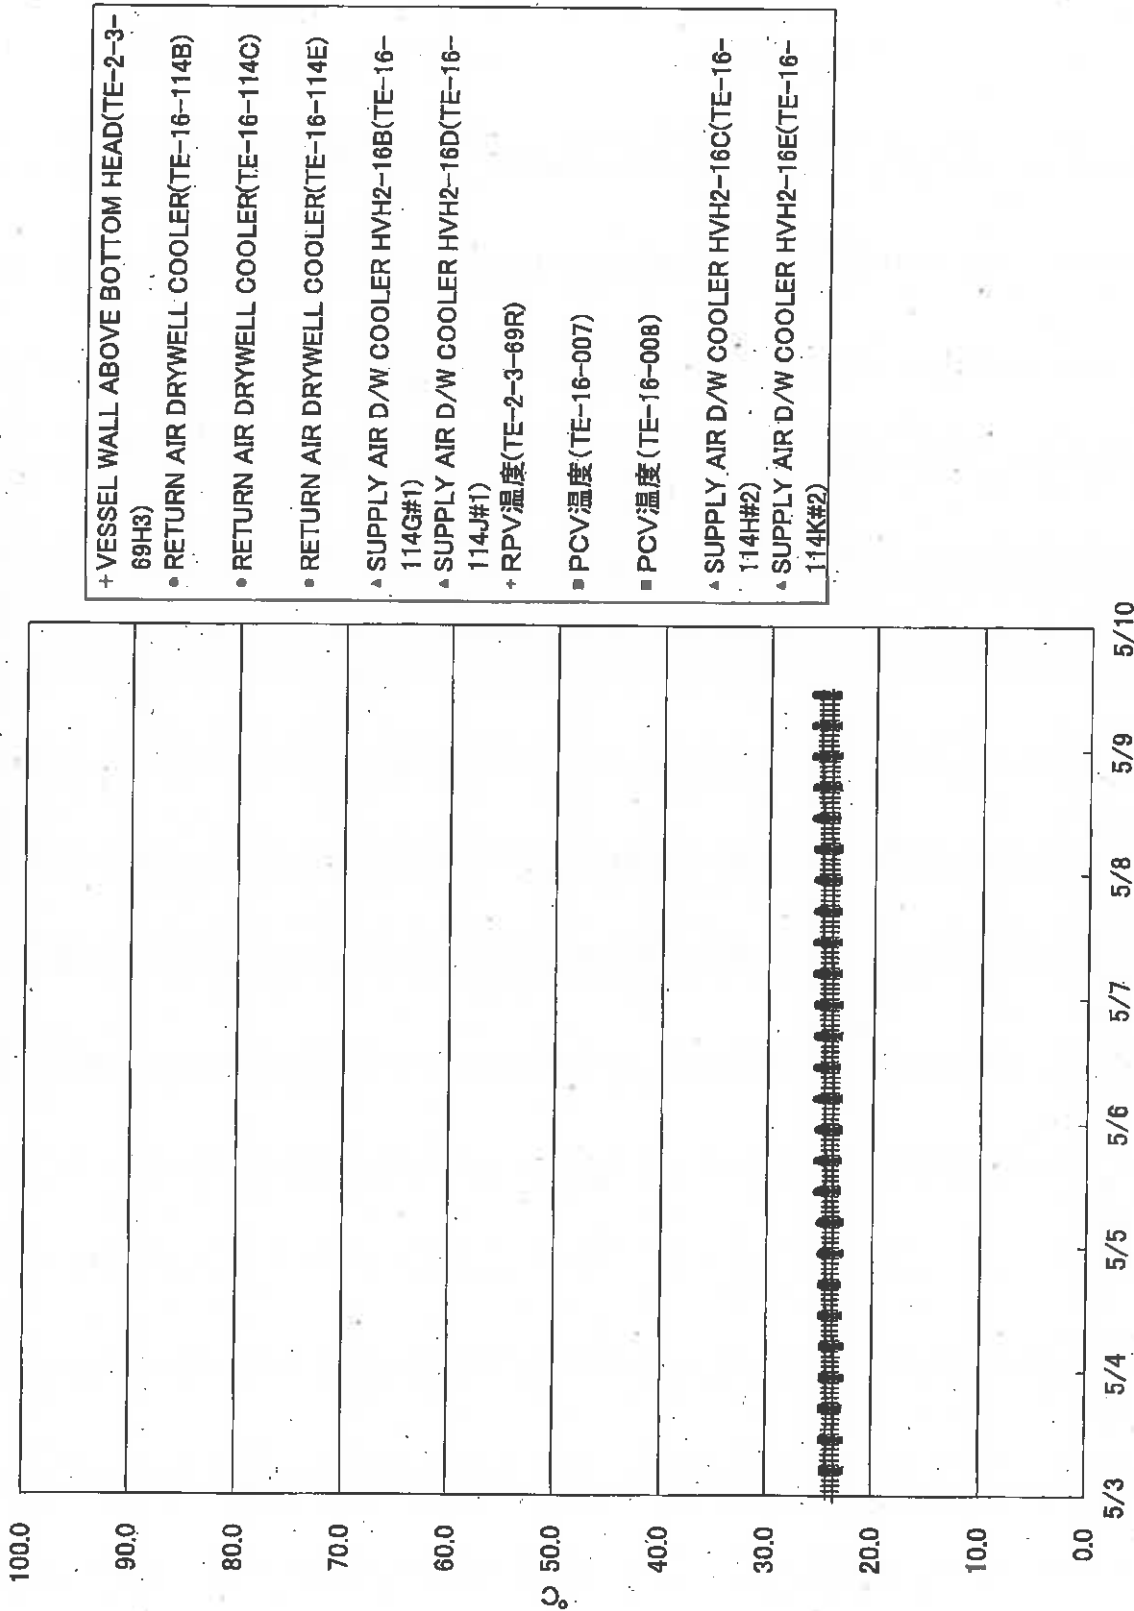 + VESSEL WALL ABOVE BOTTOM HEAD(TE-2-3-
69H3)
● RETURN AIR DRYWELL COOLER(TE-16-114B)
● RETURN AIR DRYWELL COOLER(TE-16-114C)
● RETURN AIR DRYWELL COOLER(TE-16-114E)
▲ SUPPLY AIR D/W COOLER HVH2-16B(TE-16-
114G#1)
▲ SUPPLY AIR D/W COOLER HVH2-16D(TE-16-
114J#1)
+ RPV温度(TE-2-3-69R)
■ PCV温度(TE-16-007)
■ PCV温度(TE-16-008)
▲ SUPPLY AIR D/W COOLER HVH2-16C(TE-16-
114H#2)
▲ SUPPLY AIR D/W COOLER HVH2-16E(TE-16-
114K#2)
100.0
90.0
80.0
70.0
60.0
50.0
40.0
30.0
20.0
10.0
0.0
℃
5/3
5/4
5/5
5/6
5/7
5/8
5/9
5/10